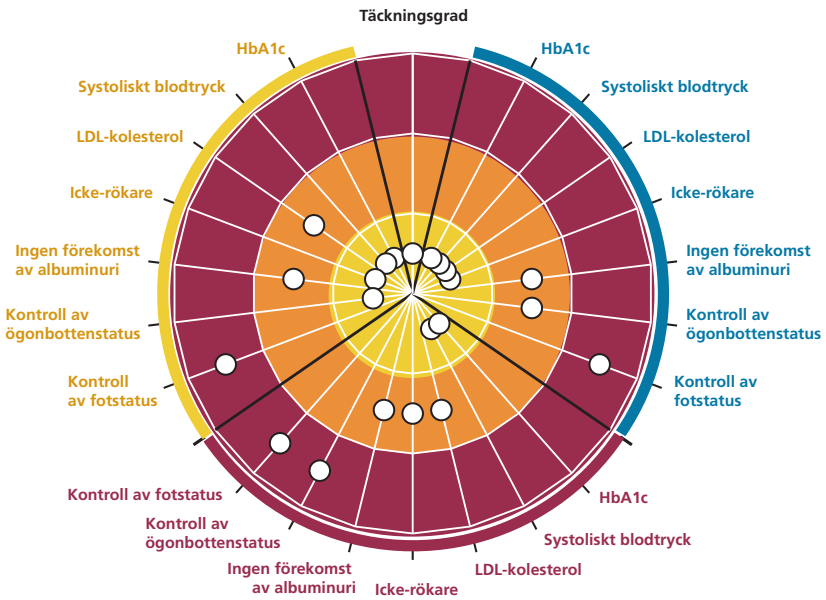 Täckningsgrad
HbA1c
Systoliskt blodtryck
LDL-kolesterol
Icke-rökare
Ingen förekomst
av albuminuri
Kontroll av
ögonbottenstatus
Kontroll av
fotstatus
HbA1c
Systoliskt blodtryck
LDL-kolesterol
Icke-rökare
Ingen förekomst
av albuminuri
Kontroll av
ögonbottenstatus
Kontroll av fotstatus
Kontroll
av fotstatus
Kontroll av
ögonbottenstatus
Ingen förekomst
av albuminuri
Icke-rökare
LDL-kolesterol
Systoliskt blodtryck
HbA1c